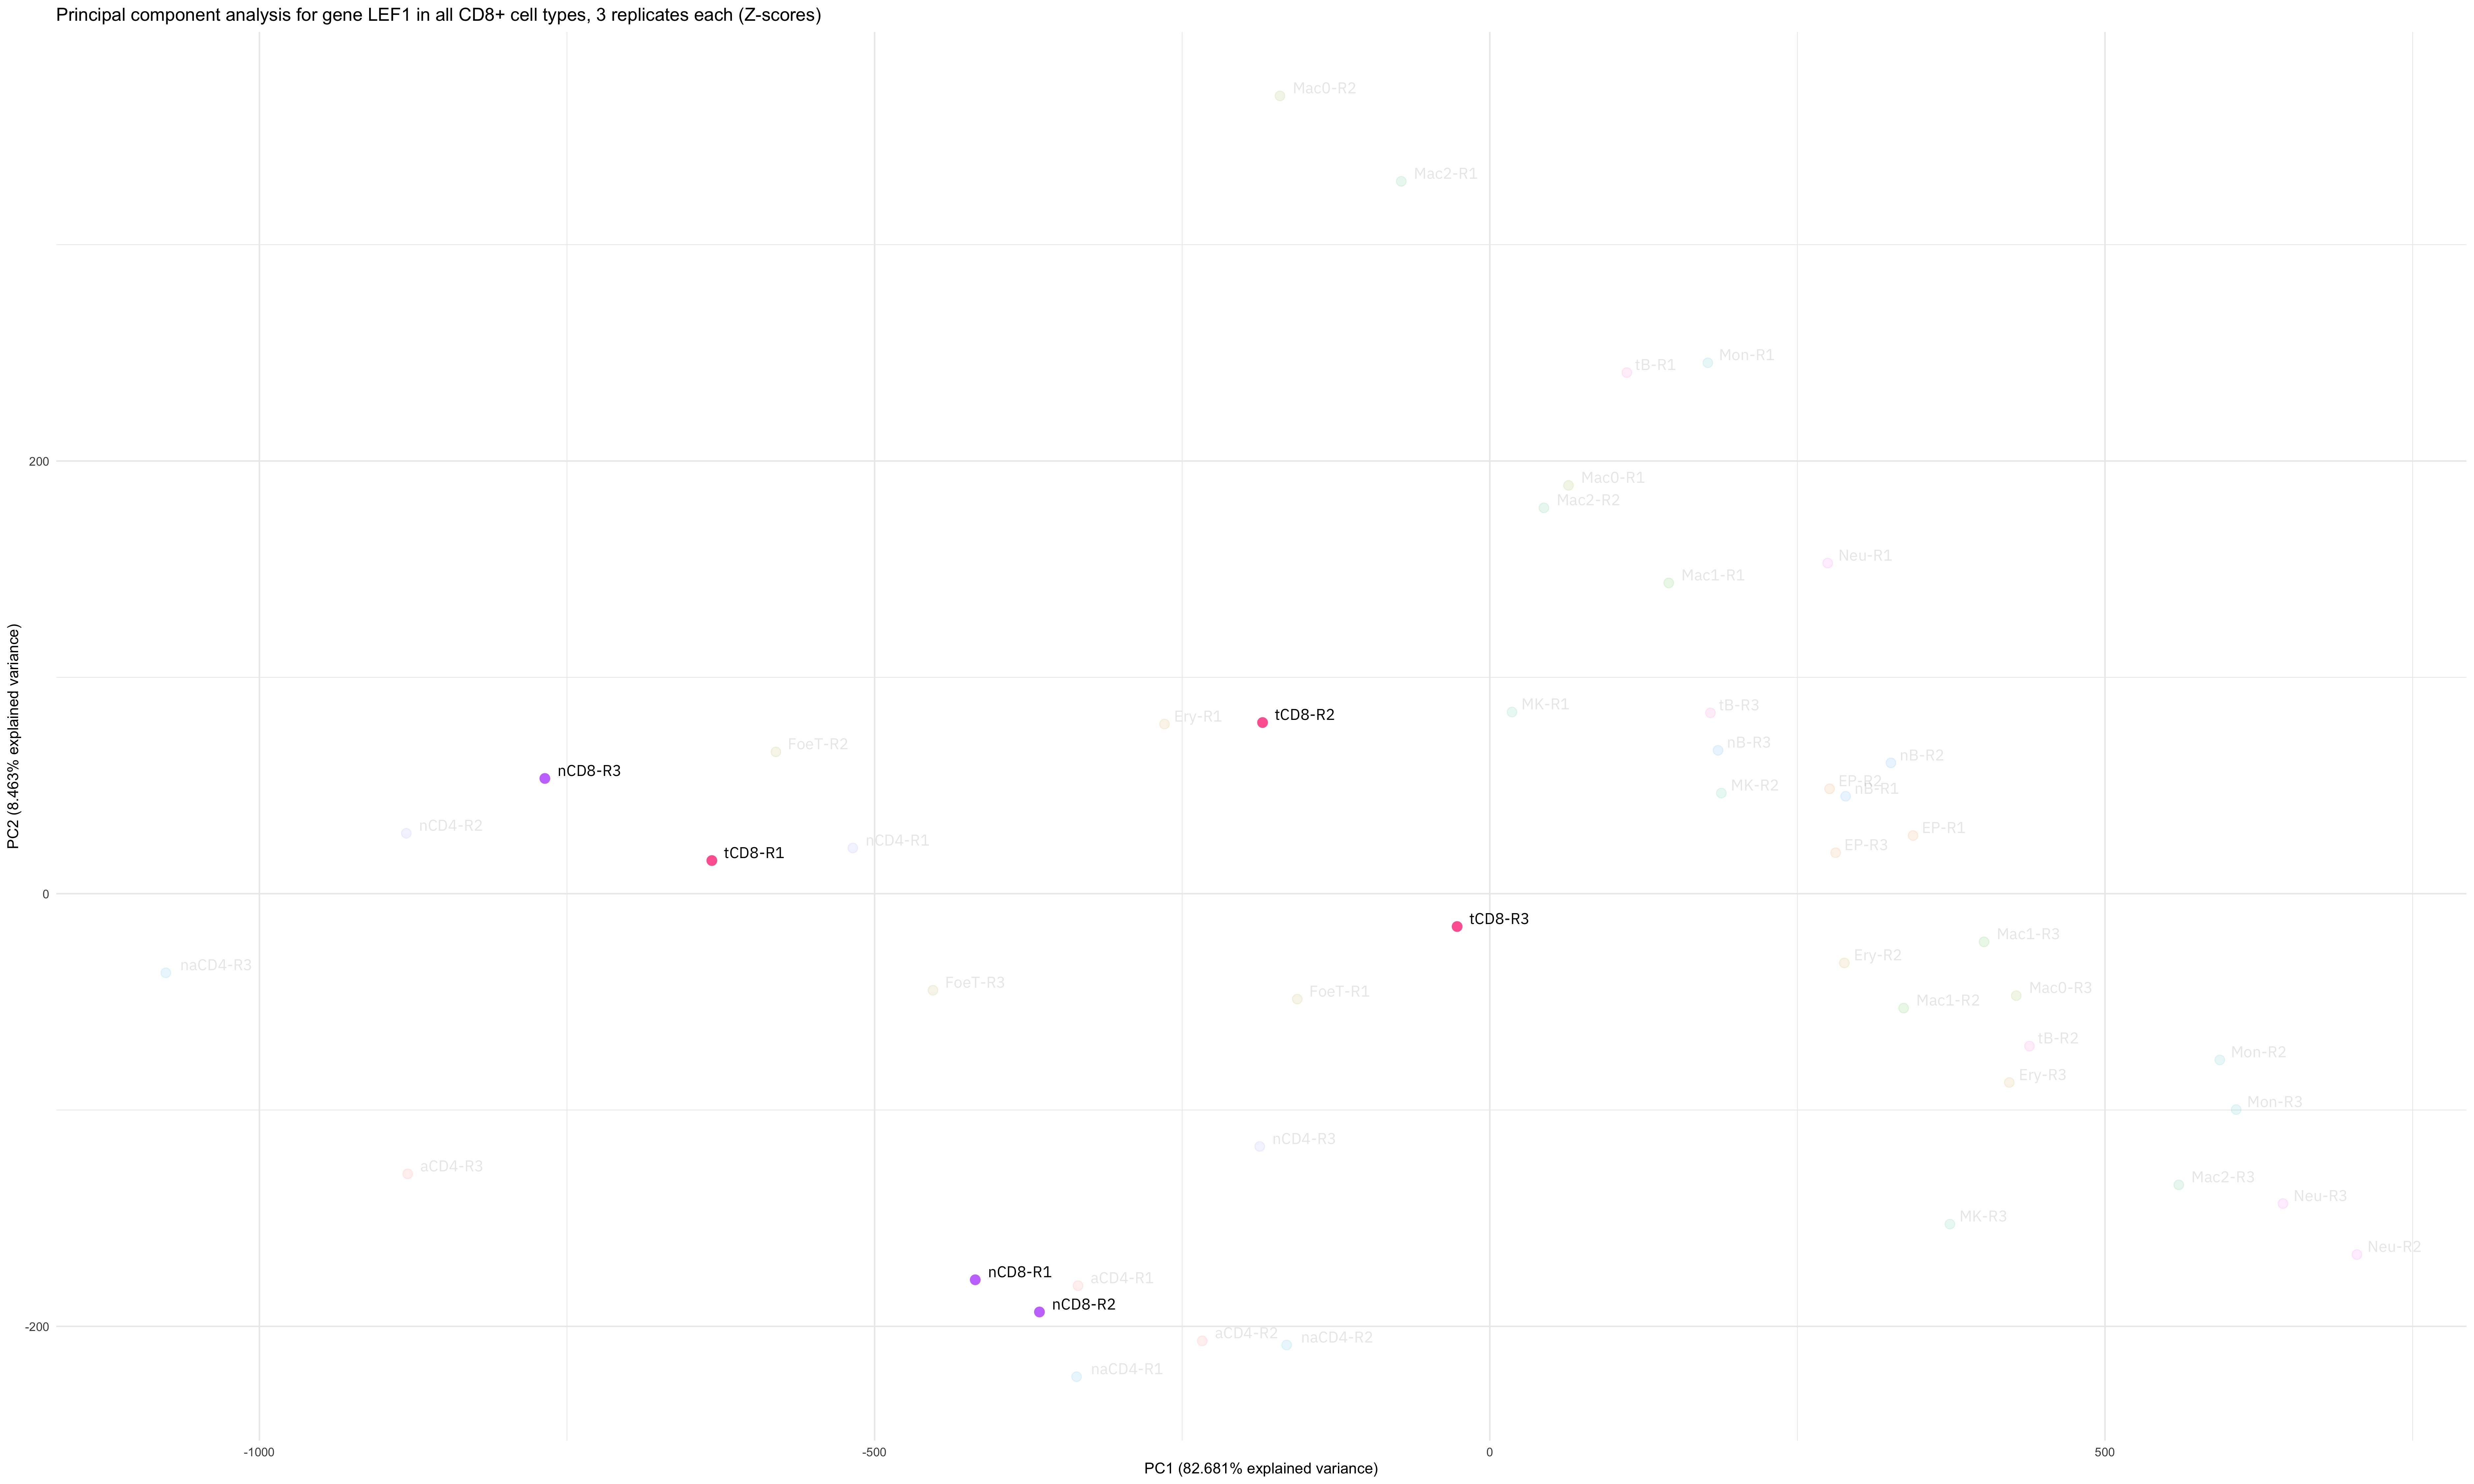 Principal component analysis for gene LEF1 in all CD8+ cell types, 3 replicates each (Z-scores)
Mac0-R2
Mac2-R1
Mon-R1
tB-R1
200
Mac0-R1
Mac2-R2
Neu-R1
Mac1-R1
MK-R1
tB-R3
tCD8-R2
Ery-R1
FoeT-R2
nB-R3
nB-R2
nCD8-R3
EP-R2
MK-R2
nB-R1
nCD4-R2
EP-R1
nCD4-R1
EP-R3
tCD8-R1
PC2 (8.463% explained variance)
0
tCD8-R3
Mac1-R3
Ery-R2
naCD4-R3
FoeT-R3
Mac0-R3
FoeT-R1
Mac1-R2
tB-R2
Mon-R2
Ery-R3
Mon-R3
nCD4-R3
aCD4-R3
Mac2-R3
Neu-R3
MK-R3
Neu-R2
nCD8-R1
aCD4-R1
nCD8-R2
-200
aCD4-R2
naCD4-R2
naCD4-R1
-1000
-500
0
500
PC1 (82.681% explained variance)